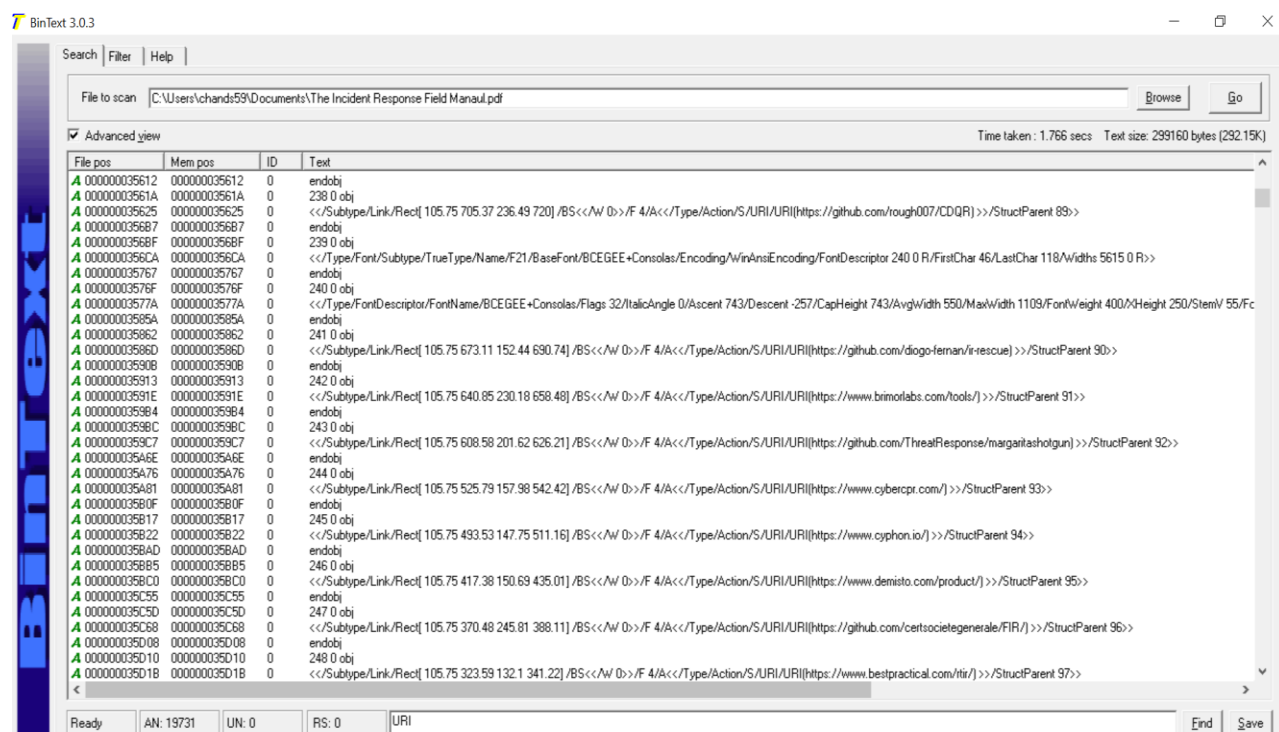 BinText 3.0.3
Search Filter Help
File to scan C:\Users\chands59\Documents\The Incident Response Field Manaul.pdf Browse Go
Advanced view Time taken : 1.766 secs Text size: 299160 bytes (292.15K)
File pos Mem pos ID Text
A 000000035612 000000035612 0 endobj
A 00000003561A 00000003561A 0 238 0 obj
A 000000035625 000000035625 0 <</Subtype/Link/Rect[ 105.75 705.37 236.49 720] /BS<</W 0>>/F 4/A<</Type/Action/S/URI/URI(https://github.com/rough007/CDQR) >>/StructParent 89>>
A 0000000356B7 0000000356B7 0 endobj
A 0000000356BF 0000000356BF 0 239 0 obj
A 0000000356CA 0000000356CA 0 <</Type/Font/Subtype/TrueType/Name/F21/BaseFont/BCEGEE+Consolas/Encoding/WinAnsiEncoding/FontDescriptor 240 0 R/FirstChar 46/LastChar 118/Widths 5615 0 R>>
A 000000035767 000000035767 0 endobj
A 00000003576F 00000003576F 0 240 0 obj
A 00000003577A 00000003577A 0 <</Type/FontDescriptor/FontName/BCEGEE+Consolas/Flags 32/ItalicAngle 0/Ascent 743/Descent -257/CapHeight 743/AvgWidth 550/MaxWidth 1109/FontWeight 400/XHeight 250/StemV 55/Fo
A 00000003585A 00000003585A 0 endobj
A 000000035862 000000035862 0 241 0 obj
A 00000003586D 00000003586D 0 <</Subtype/Link/Rect[ 105.75 673.11 152.44 690.74] /BS<</W 0>>/F 4/A<</Type/Action/S/URI/URI(https://github.com/diogo-fernan/ir-rescue) >>/StructParent 90>>
A 00000003590B 00000003590B 0 endobj
A 000000035913 000000035913 0 242 0 obj
A 00000003591E 00000003591E 0 <</Subtype/Link/Rect[ 105.75 640.85 230.18 658.48] /BS<</W 0>>/F 4/A<</Type/Action/S/URI/URI(https://www.brimorlabs.com/tools/) >>/StructParent 91>>
A 0000000359B4 0000000359B4 0 endobj
A 0000000359BC 0000000359BC 0 243 0 obj
A 0000000359C7 0000000359C7 0 <</Subtype/Link/Rect[ 105.75 608.58 201.62 626.21] /BS<</W 0>>/F 4/A<</Type/Action/S/URI/URI(https://github.com/ThreatResponse/margaritashotgun) >>/StructParent 92>>
A 000000035A6E 000000035A6E 0 endobj
A 000000035A76 000000035A76 0 244 0 obj
A 000000035A81 000000035A81 0 <</Subtype/Link/Rect[ 105.75 525.79 157.98 542.42] /BS<</W 0>>/F 4/A<</Type/Action/S/URI/URI(https://www.cybercpr.com/) >>/StructParent 93>>
A 000000035B0F 000000035B0F 0 endobj
A 000000035B17 000000035B17 0 245 0 obj
A 000000035B22 000000035B22 0 <</Subtype/Link/Rect[ 105.75 493.53 147.75 511.16] /BS<</W 0>>/F 4/A<</Type/Action/S/URI/URI(https://www.cyphon.io/) >>/StructParent 94>>
A 000000035BAD 000000035BAD 0 endobj
A 000000035BB5 000000035BB5 0 246 0 obj
A 000000035BC0 000000035BC0 0 <</Subtype/Link/Rect[ 105.75 417.38 150.69 435.01] /BS<</W 0>>/F 4/A<</Type/Action/S/URI/URI(https://www.demisto.com/product/) >>/StructParent 95>>
A 000000035C55 000000035C55 0 endobj
A 000000035C5D 000000035C5D 0 247 0 obj
A 000000035C68 000000035C68 0 <</Subtype/Link/Rect[ 105.75 370.48 245.81 388.11] /BS<</W 0>>/F 4/A<</Type/Action/S/URI/URI(https://github.com/certsocietegenerale/FIR/) >>/StructParent 96>>
A 000000035D08 000000035D08 0 endobj
A 000000035D10 000000035D10 0 248 0 obj
A 000000035D1B 000000035D1B 0 <</Subtype/Link/Rect[ 105.75 323.59 132.1 341.22] /BS<</W 0>>/F 4/A<</Type/Action/S/URI/URI(https://www.bestpractical.com/rtir/) >>/StructParent 97>>
Ready AN: 19731 UN: 0 RS: 0 URI Find Save
BinText